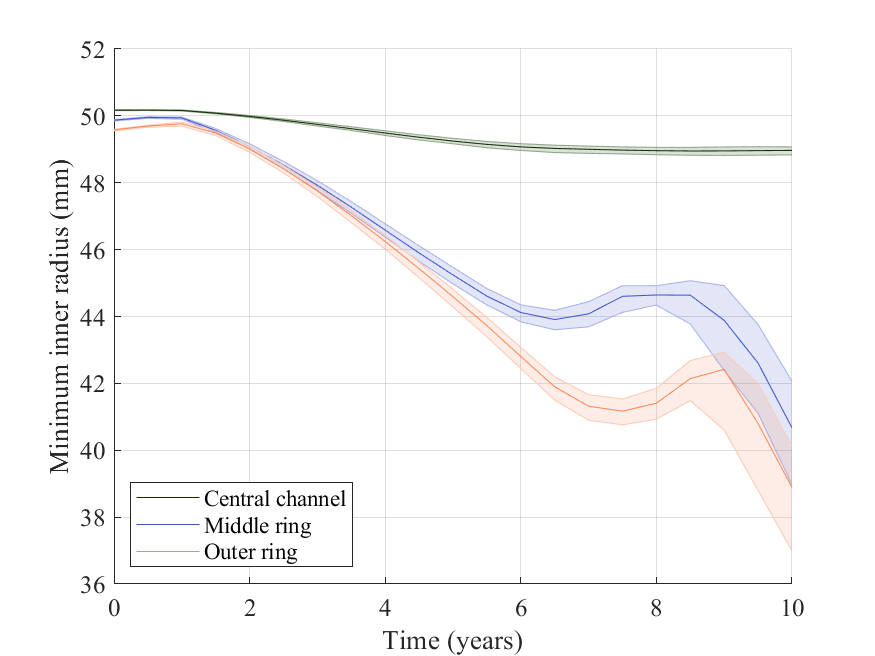 52
50
48
46
44
42
40
38
36
Minimum inner radius (mm)
Central channel
Middle ring
Outer ring
0 2 4 6 8 10
Time (years)